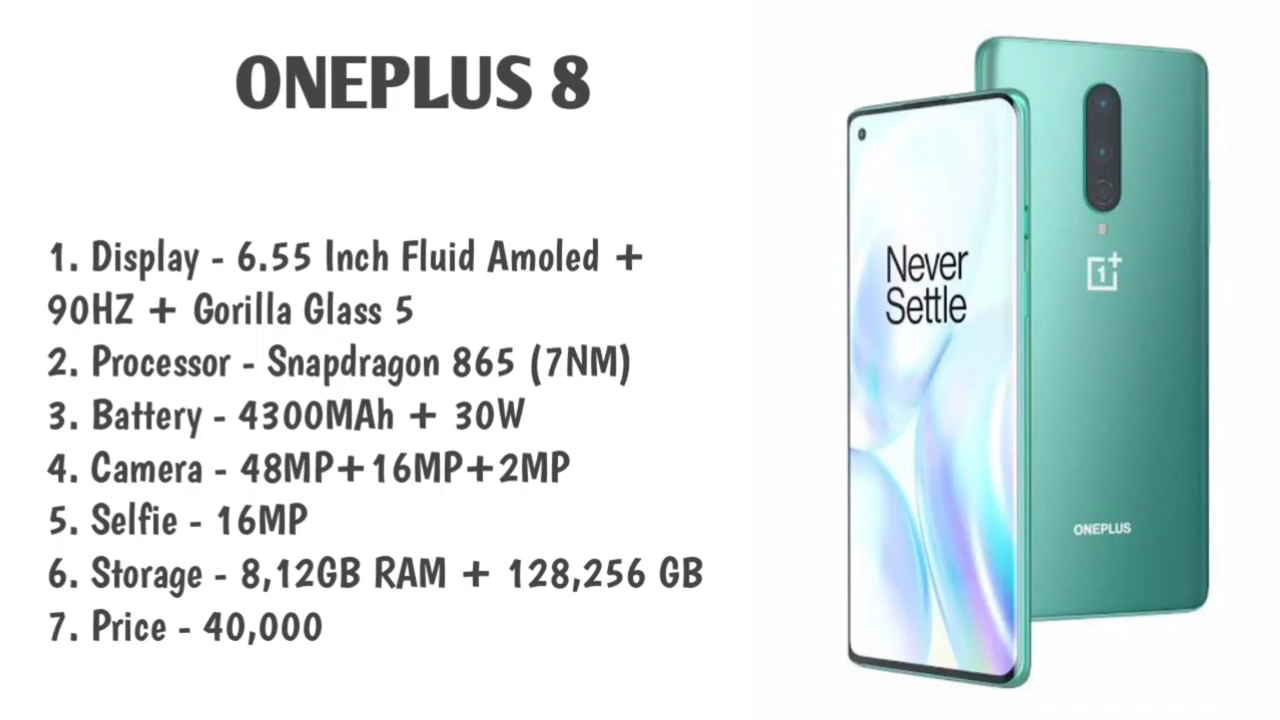 ONEPLUS 8
1. Display - 6.55 Inch Fluid Amoled +
90HZ + Gorilla Glass 5
2. Processor - Snapdragon 865 (7NM)
3. Battery - 4300MAh + 30W
4. Camera - 48MP+16MP+2MP
5. Selfie - 16MP
6. Storage - 8,12GB RAM + 128,256 GB
7. Price - 40,000
Never
Settle
1+
ONEPLUS